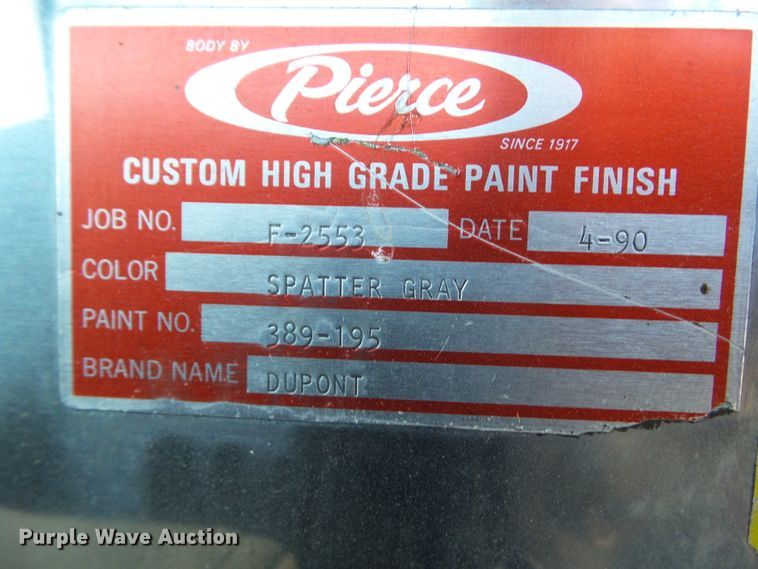 BODY BY
Pierce
SINCE 1917
CUSTOM HIGH GRADE PAINT FINISH
JOB NO. F-2553 DATE 4-90
COLOR SPATTER GRAY
PAINT NO. 389-195
BRAND NAME DUPONT
Purple Wave Auction